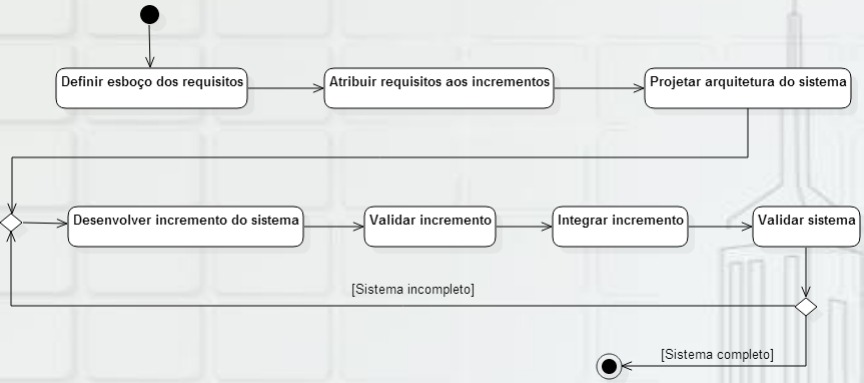 Definir esboço dos requisitos
Atribuir requisitos aos incrementos
Projetar arquitetura do sistema
Desenvolver incremento do sistema
Validar incremento
Integrar incremento
Validar sistema
[Sistema incompleto]
[Sistema completo]